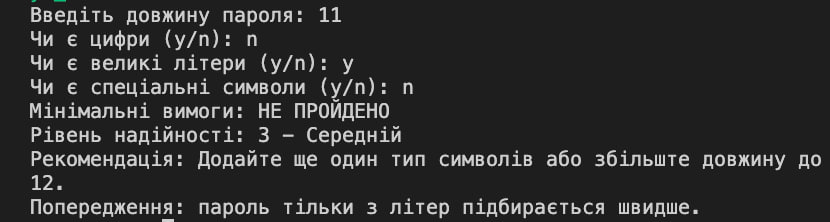 Введіть довжину пароля: 11
Чи є цифри (y/n): n
Чи є великі літери (y/n): y
Чи є спеціальні символи (y/n): n
Мінімальні вимоги: НЕ ПРОЙДЕНО
Рівень надійності: 3 – Середній
Рекомендація: Додайте ще один тип символів або збільште довжину до
12.
Попередження: пароль тільки з літер підбирається швидше.